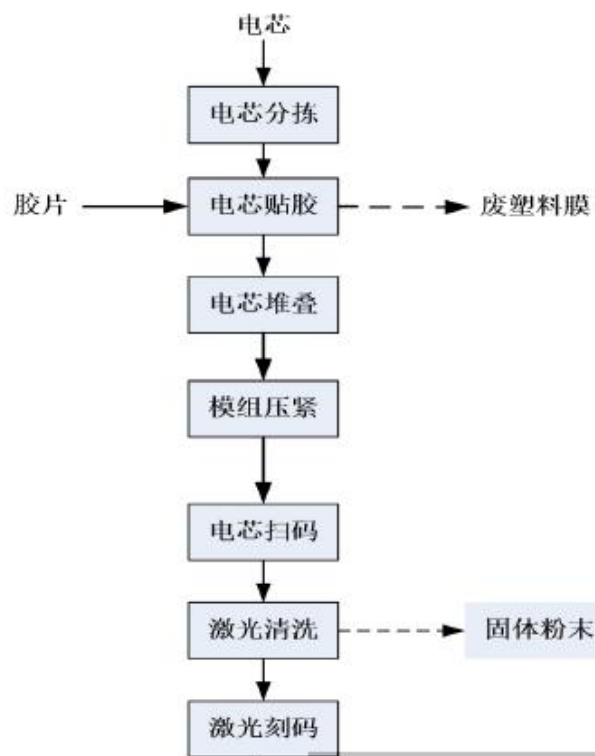 电芯
电芯分拣
胶片
电芯贴胶
废塑料膜
电芯堆叠
模组压紧
电芯扫码
激光清洗
固体粉末
激光刻码